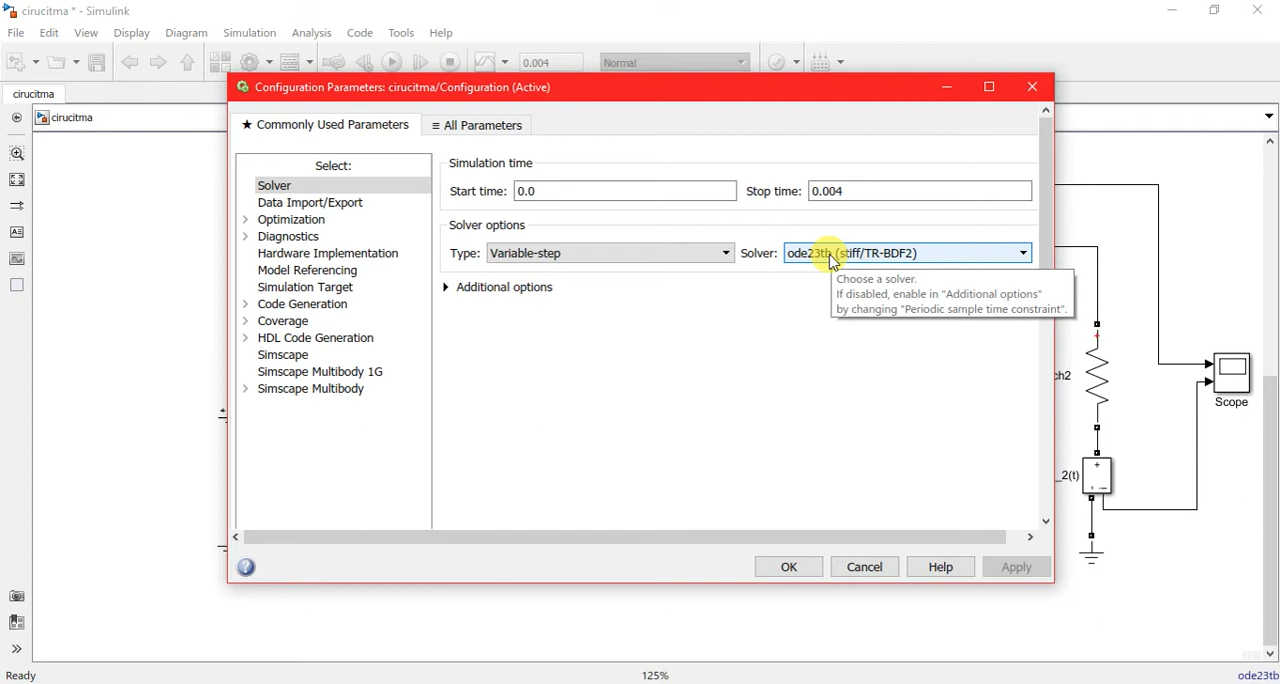 cirucitma * - Simulink
File Edit View Display Diagram Simulation Analysis Code Tools Help
0.004 Normal
cirucitma
cirucitma
Configuration Parameters: cirucitma/Configuration (Active)
★ Commonly Used Parameters ≡ All Parameters
Select:
Solver
Data Import/Export
Optimization
Diagnostics
Hardware Implementation
Model Referencing
Simulation Target
Code Generation
Coverage
HDL Code Generation
Simscape
Simscape Multibody 1G
Simscape Multibody
Simulation time
Start time: 0.0 Stop time: 0.004
Solver options
Type: Variable-step Solver: ode23tb (stiff/TR-BDF2)
Additional options
Choose a solver.
If disabled, enable in "Additional options"
by changing "Periodic sample time constraint".
OK Cancel Help Apply
ch2
_2(t)
Scope
Ready 125% ode23tb